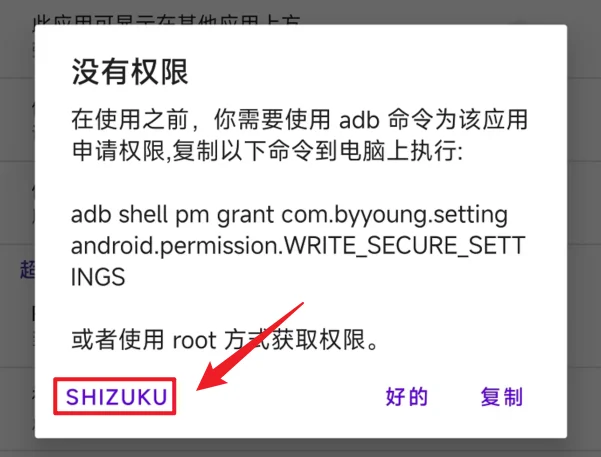 此应用可显示在其他应用上方
没有权限
在使用之前，你需要使用 adb 命令为该应用
申请权限,复制以下命令到电脑上执行:
adb shell pm grant com.byyoung.setting
android.permission.WRITE_SECURE_SETT
INGS
或者使用 root 方式获取权限。
SHIZUKU
好的
复制